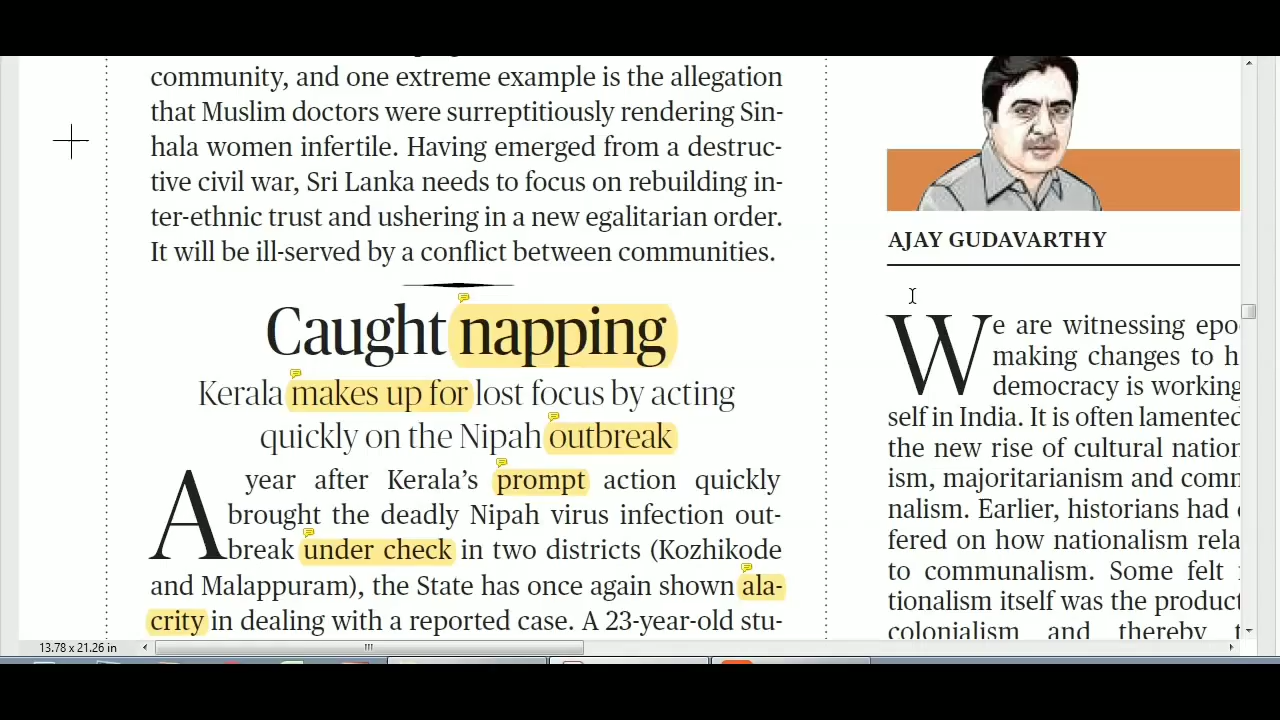 community, and one extreme example is the allegation
that Muslim doctors were surreptitiously rendering Sin-
hala women infertile. Having emerged from a destruc-
tive civil war, Sri Lanka needs to focus on rebuilding in-
ter-ethnic trust and ushering in a new egalitarian order.
It will be ill-served by a conflict between communities.
Caught napping
Kerala makes up for lost focus by acting
quickly on the Nipah outbreak
A year after Kerala's prompt action quickly
brought the deadly Nipah virus infection out-
break under check in two districts (Kozhikode
and Malappuram), the State has once again shown ala-
crity in dealing with a reported case. A 23-year-old stu-
AJAY GUDAVARTHY
We are witnessing epo
making changes to h
democracy is working
self in India. It is often lamented
the new rise of cultural nation
ism, majoritarianism and comm
nalism. Earlier, historians had
fered on how nationalism rela
to communalism. Some felt
tionalism itself was the product
colonialism and thereby t
13.78 x 21.26 in